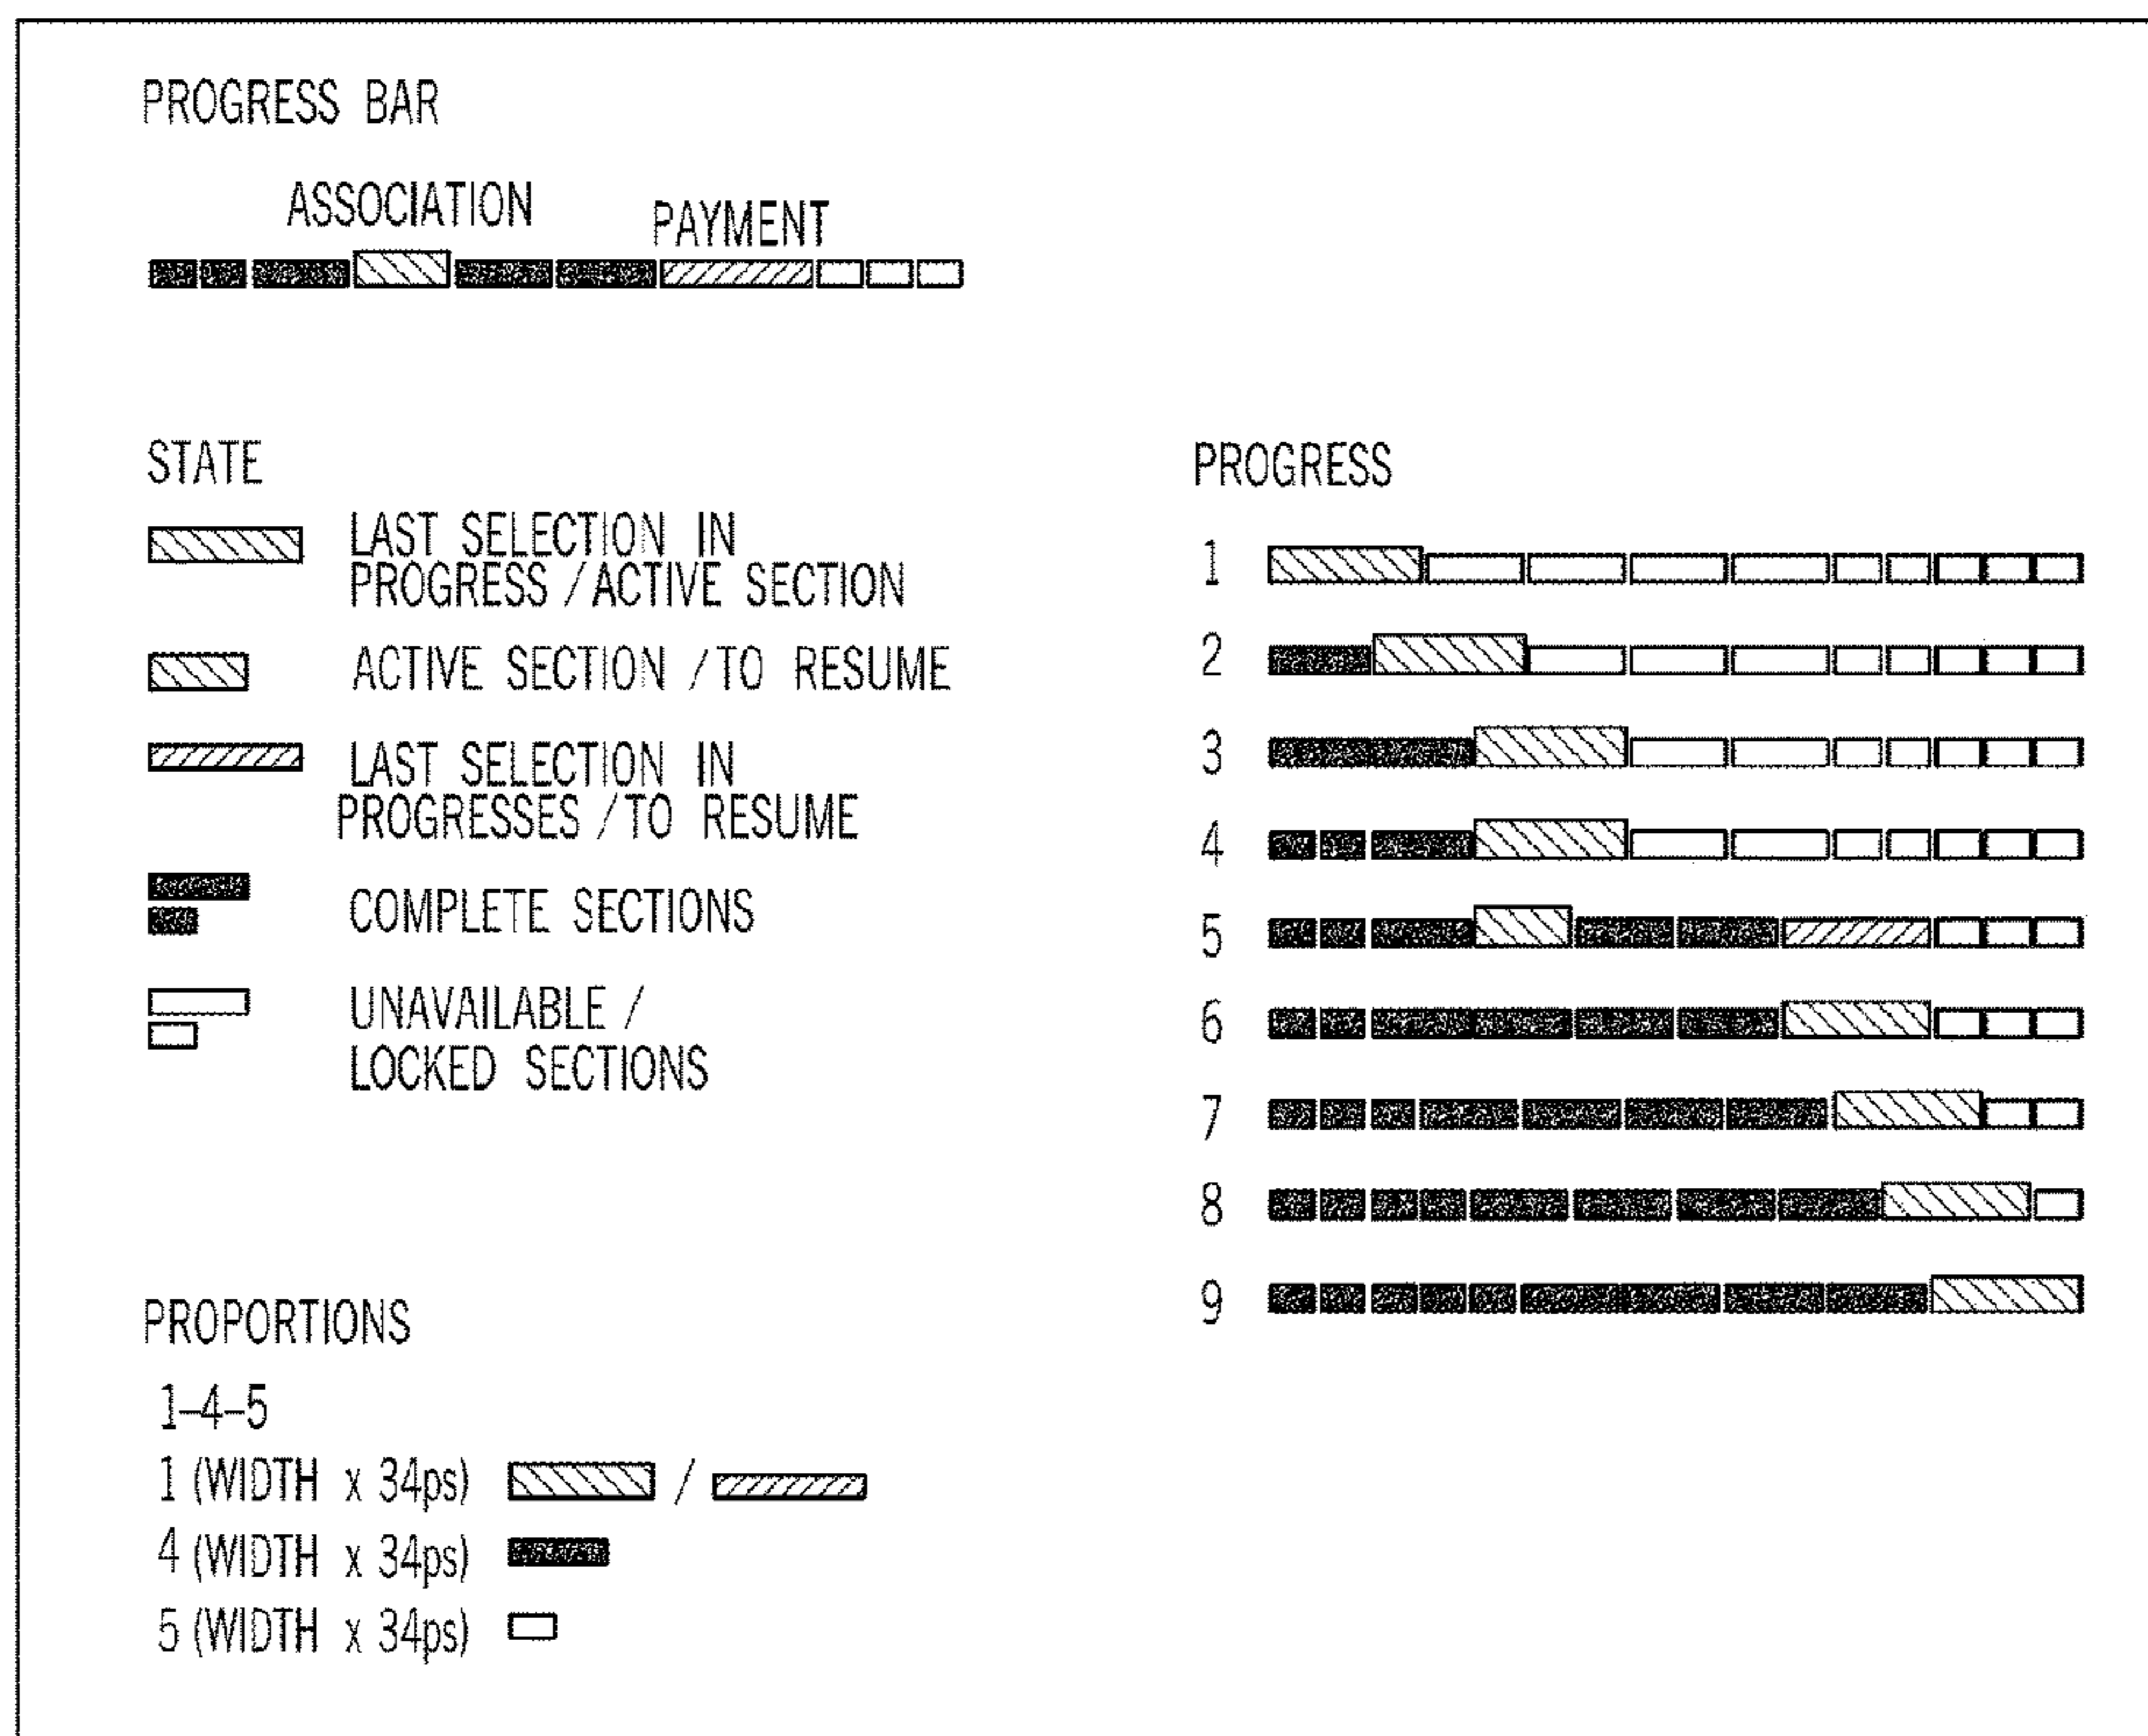 PROGRESS BAR
ASSOCIATION
PAYMENT
STATE
LAST SELECTION IN
PROGRESS /ACTIVE SECTION
ACTIVE SECTION /TO RESUME
LAST SELECTION IN
PROGRESSES /TO RESUME
COMPLETE SECTIONS
UNAVAILABLE /
LOCKED SECTIONS
PROGRESS
1
2
3
4
5
6
7
8
9
PROPORTIONS
1–4–5
1 (WIDTH x 34ps) /
4 (WIDTH x 34ps)
5 (WIDTH x 34ps)